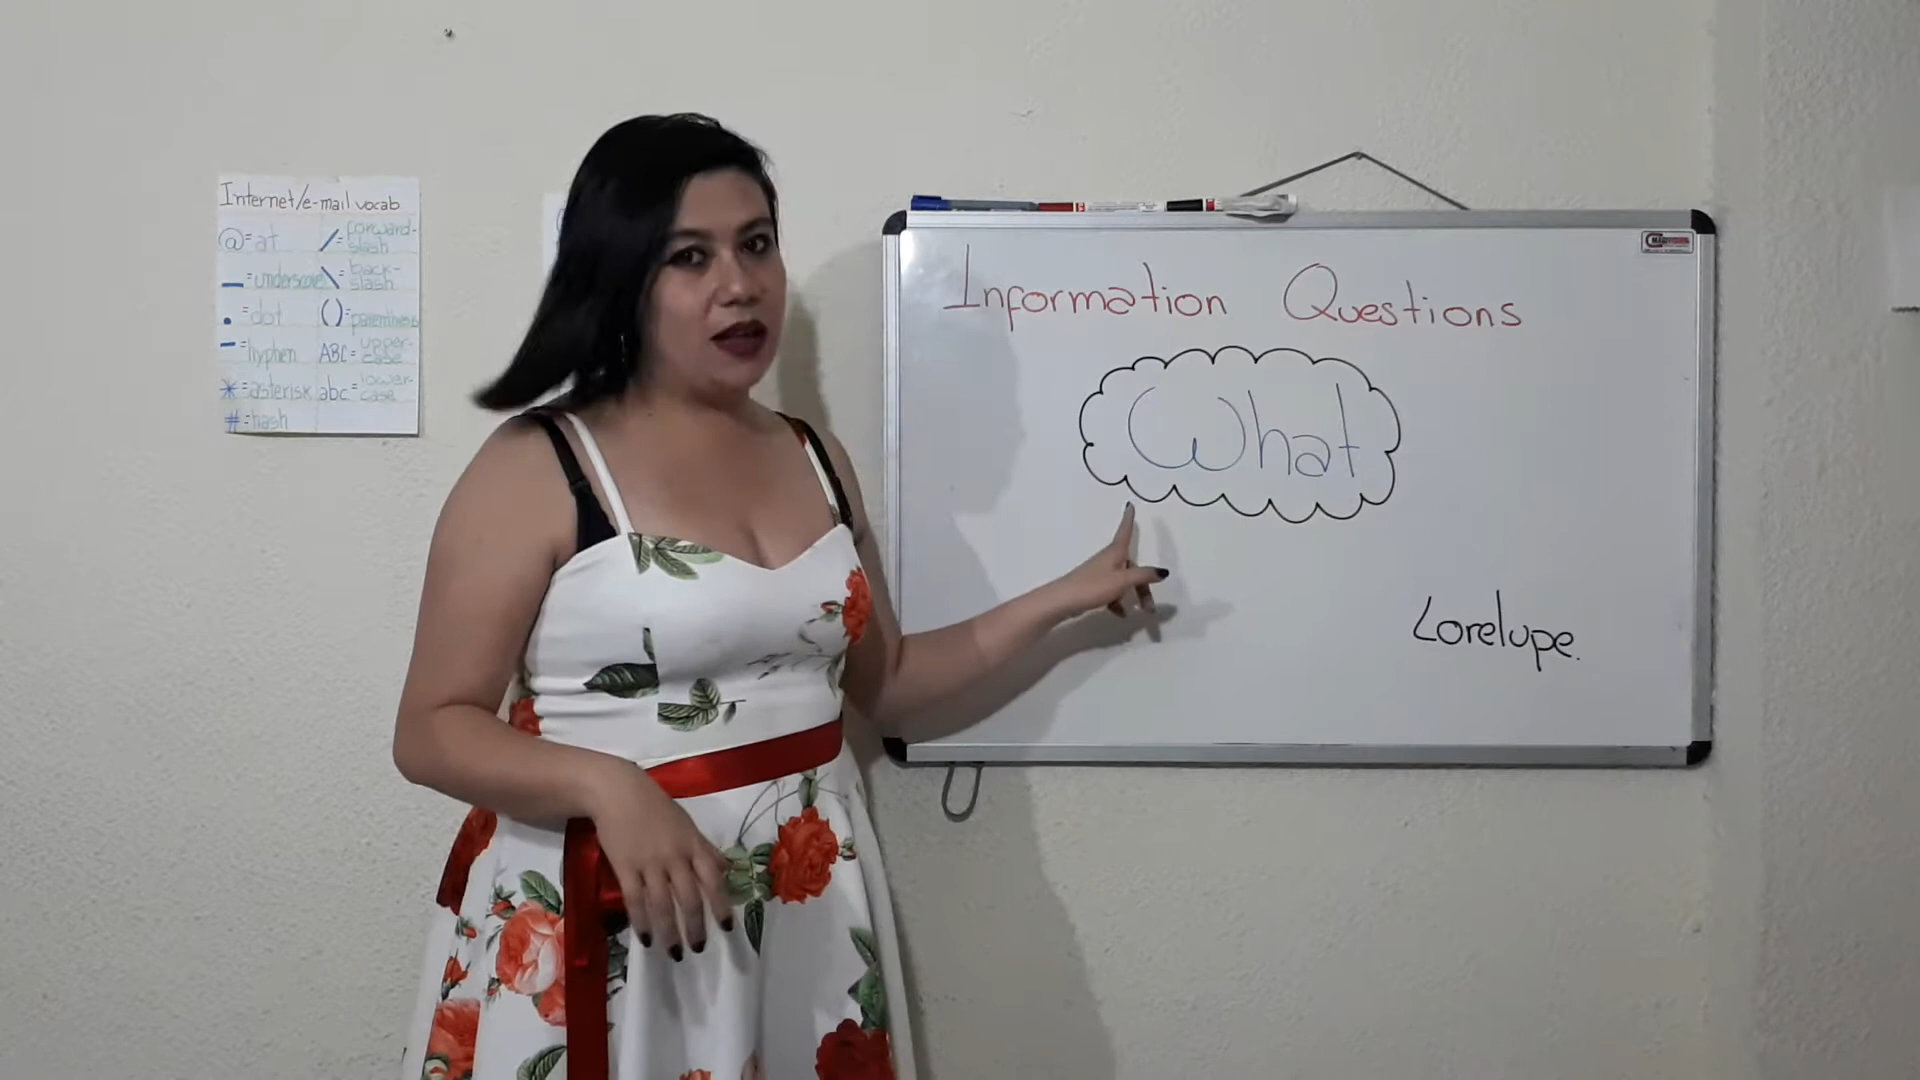 Internet/e-mail vocab
@=at
/=forward-
slash
_=underscore
\=back-
slash
.=dot
()=parenthesis
-=hyphen
ABC=upper-
case
*=asterisk
abc=lower-
case
#=hash
Information Questions
What
Lorelupe.